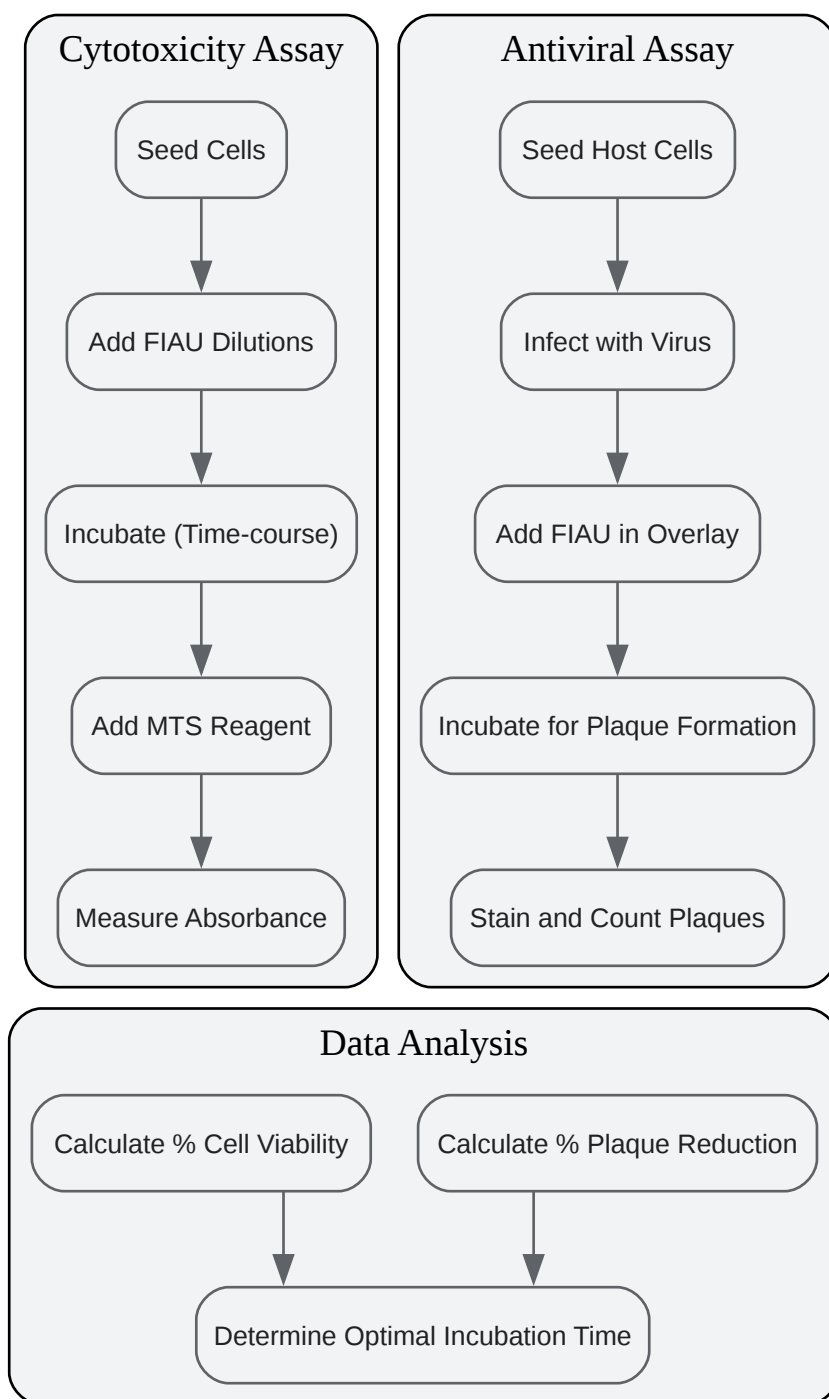 Cytotoxicity Assay
Seed Cells
Add FIAU Dilutions
Incubate (Time-course)
Add MTS Reagent
Measure Absorbance
Antiviral Assay
Seed Host Cells
Infect with Virus
Add FIAU in Overlay
Incubate for Plaque Formation
Stain and Count Plaques
Data Analysis
Calculate % Cell Viability
Calculate % Plaque Reduction
Determine Optimal Incubation Time